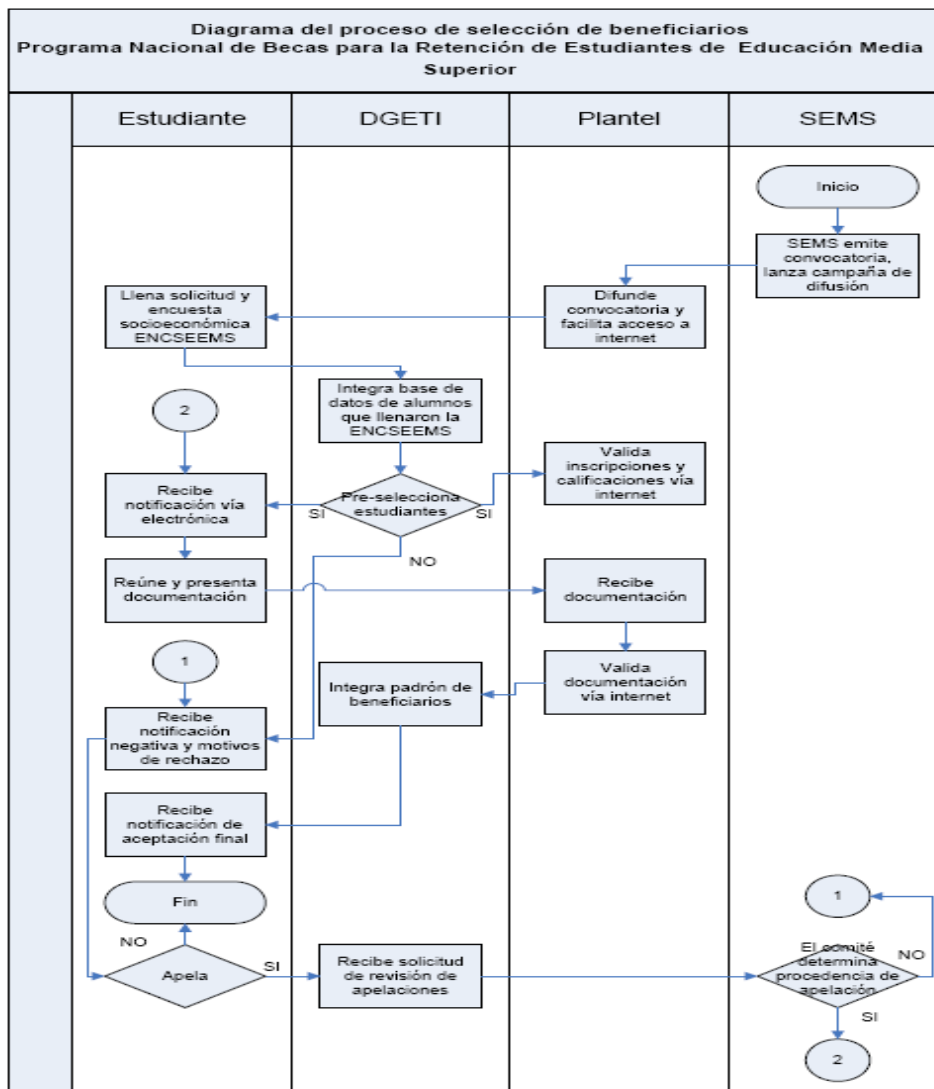 Diagrama del proceso de selección de beneficiarios
Programa Nacional de Becas para la Retención de Estudiantes de Educación Media
Superior
Estudiante
DGETI
Plantel
SEMS
Inicio
SEMS emite
convocatoria,
lanza campaña de
difusión
Difunde
convocatoria y
facilita acceso a
internet
Llena solicitud y
encuesta
socioeconómica
ENCSEEMS
Integra base de
datos de alumnos
que llenaron la
ENCSEEMS
2
Valida
inscripciones y
calificaciones vía
internet
Pre-selecciona
estudiantes
SI
SI
NO
Recibe
notificación vía
electrónica
Reúne y presenta
documentación
Recibe
documentación
1
Valida
documentación
vía internet
Integra padrón de
beneficiarios
Recibe
notificación
negativa y motivos
de rechazo
Recibe
notificación de
aceptación final
Fin
NO
Apela
SI
Recibe solicitud
de revisión de
apelaciones
1
El comité
determina
procedencia de
apelación
NO
SI
2